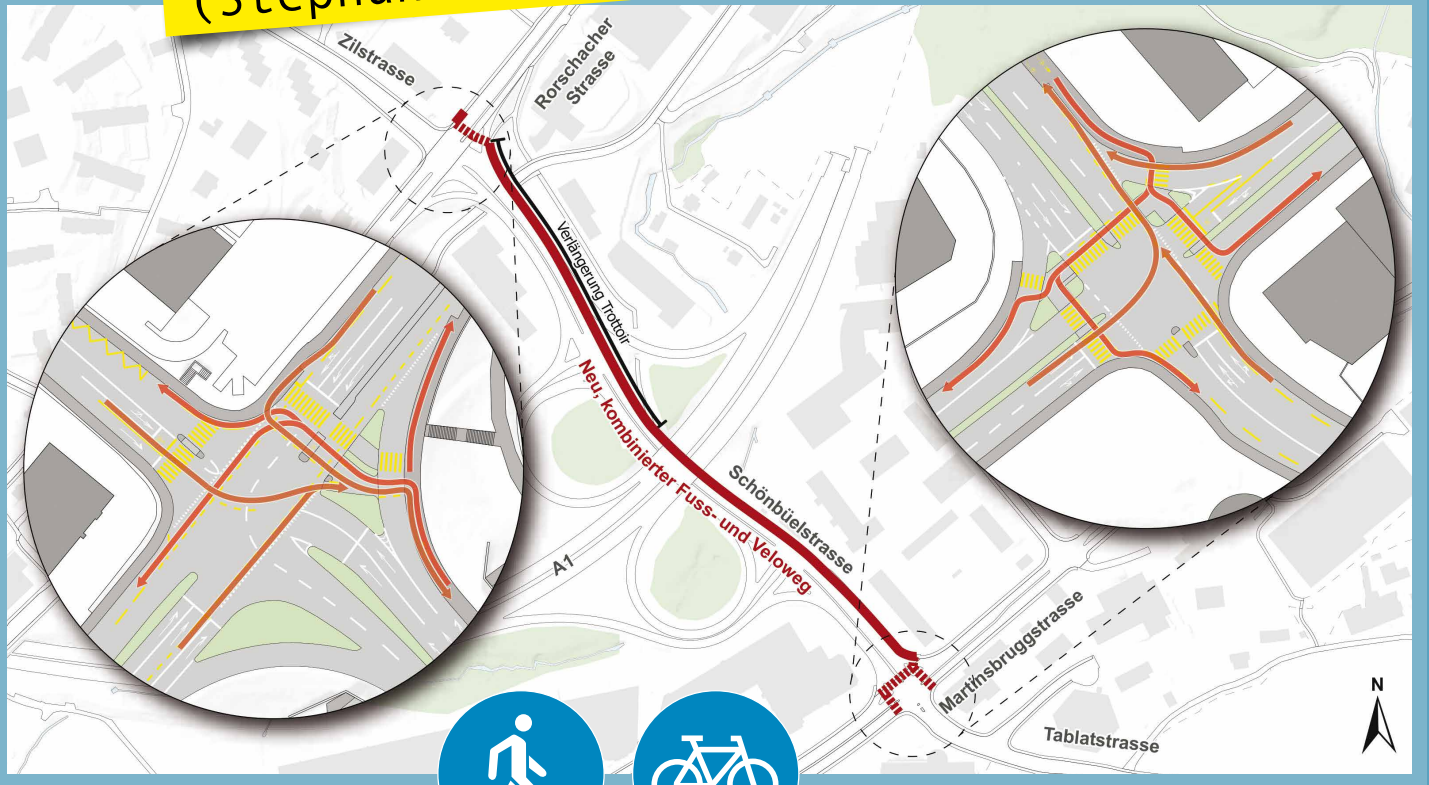 Zilstrasse
Rorschacher
Strasse
Verlängerung Trottoir
Neu, kombinierter Fuss- und Veloweg
Schönbüelstrasse
A1
Martinsbruggstrasse
N
Tablatstrasse